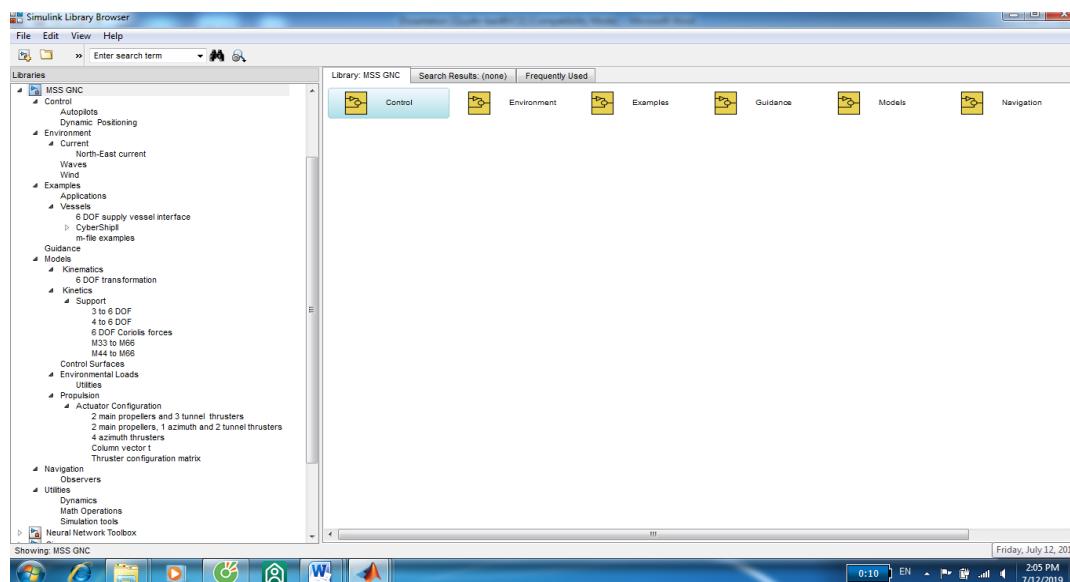 Simulink Library Browser
File Edit View Help
» Enter search term
Libraries
Library: MSS GNC Search Results: (none) Frequently Used
MSS GNC
Control
Autopilots
Dynamic Positioning
Environment
Current
North-East current
Waves
Wind
Examples
Applications
Vessels
6 DOF supply vessel interface
CyberShipII
m-file examples
Guidance
Models
Kinematics
6 DOF transformation
Kinetics
Support
3 to 6 DOF
4 to 6 DOF
6 DOF Coriolis forces
M33 to M66
M44 to M66
Control Surfaces
Environmental Loads
Utilities
Propulsion
Actuator Configuration
2 main propellers and 3 tunnel thrusters
2 main propellers, 1 azimuth and 2 tunnel thrusters
4 azimuth thrusters
Column vector t
Thruster configuration matrix
Navigation
Observers
Utilities
Dynamics
Math Operations
Simulation tools
Neural Network Toolbox
Control Environment Examples Guidance Models Navigation
Showing: MSS GNC
Friday, July 12, 201
0:10 EN 2:05 PM
7/12/2019